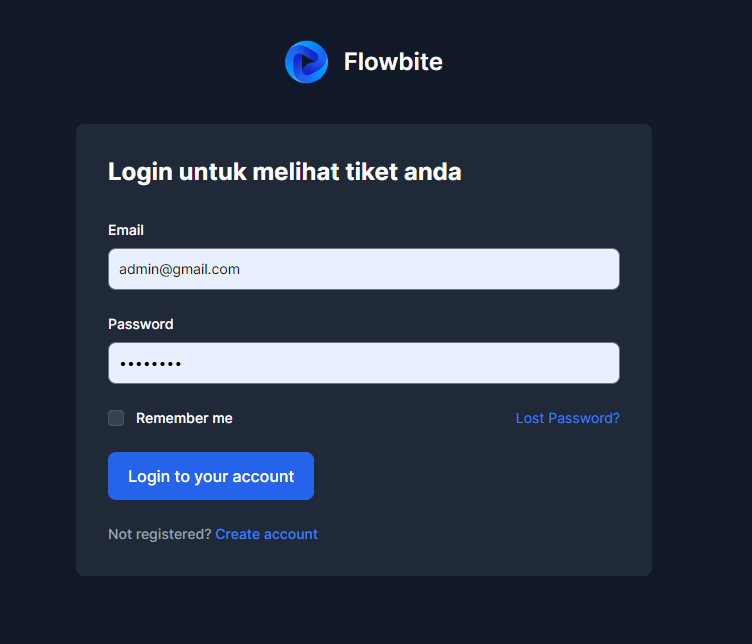 Flowbite
Login untuk melihat tiket anda
Email
admin@gmail.com
Password
••••••••
Remember me
Lost Password?
Login to your account
Not registered? Create account